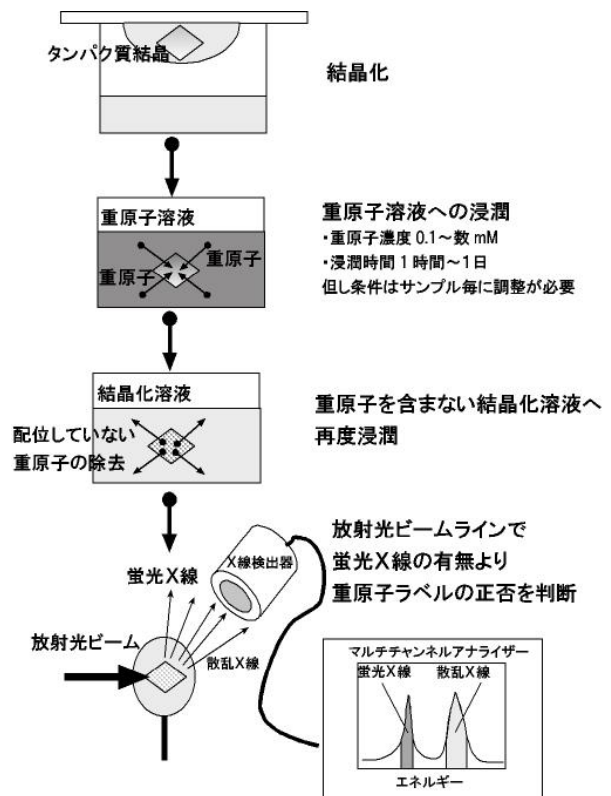 タンパク質結晶
結晶化
重原子溶液
重原子
重原子
重原子溶液への浸潤
・重原子濃度 0.1～数 mM
・浸潤時間 1 時間～1日
但し条件はサンプル毎に調整が必要
結晶化溶液
配位していない
重原子の除去
重原子を含まない結晶化溶液へ
再度浸潤
放射光ビームラインで
蛍光X線の有無より
重原子ラベルの正否を判断
X線検出器
蛍光X線
放射光ビーム
散乱X線
マルチチャンネルアナライザー
蛍光X線 散乱X線
エネルギー